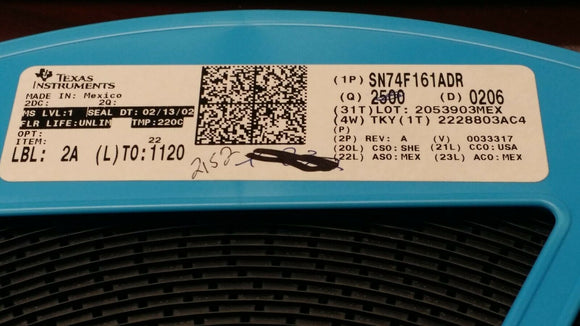 TEXAS
INSTRUMENTS
MADE IN: Mexico
2DC: 2Q:
MS LVL:1 SEAL DT: 02/13/02
FLR LIFE:UNLIM TMP:220C
OPT:
ITEM: 22
LBL: 2A (L)TO:1120
2152
(1P) SN74F161ADR
(Q) 2500 (D) 0206
(31T) LOT: 2053903MEX
(4W) TKY (1T) 2228803AC4
(P)
(2P) REV: A (V) 0033317
(20L) CSO:SHE (21L) CCO:USA
(22L) ASO:MEX (23L) ACO:MEX